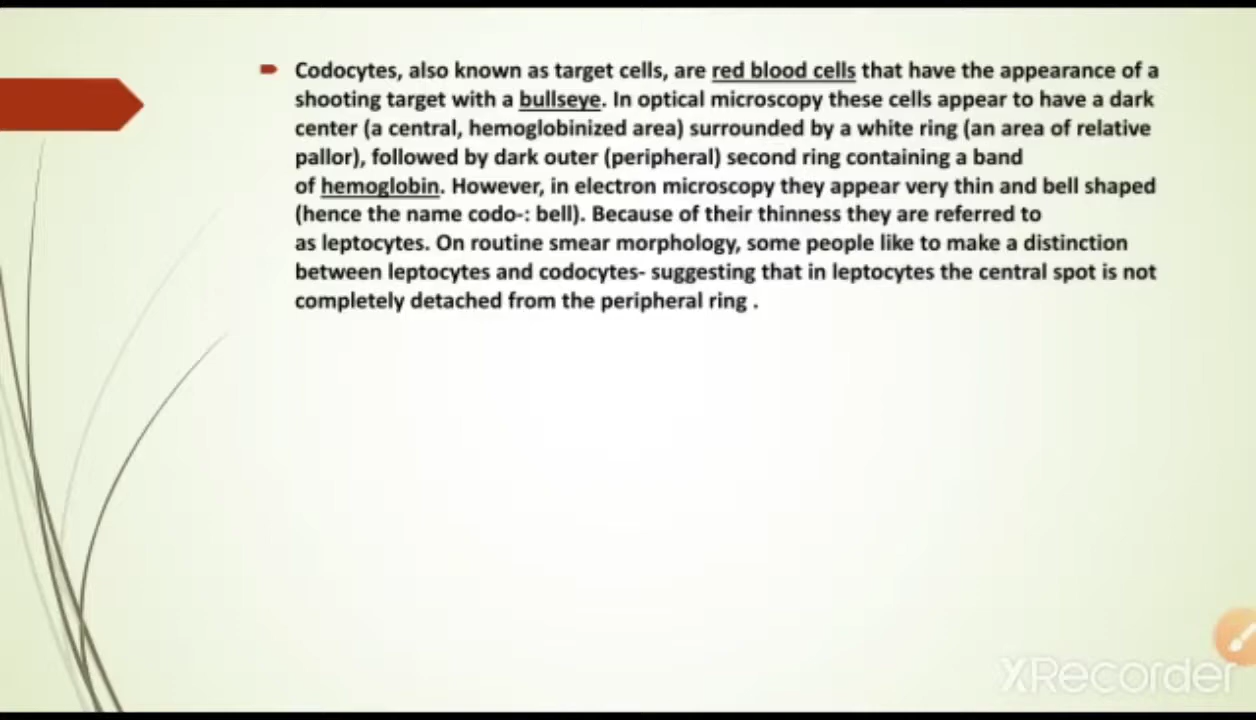 Codocytes, also known as target cells, are red blood cells that have the appearance of a
shooting target with a bullseye. In optical microscopy these cells appear to have a dark
center (a central, hemoglobinized area) surrounded by a white ring (an area of relative
pallor), followed by dark outer (peripheral) second ring containing a band
of hemoglobin. However, in electron microscopy they appear very thin and bell shaped
(hence the name codo-: bell). Because of their thinness they are referred to
as leptocytes. On routine smear morphology, some people like to make a distinction
between leptocytes and codocytes- suggesting that in leptocytes the central spot is not
completely detached from the peripheral ring .
XRecorder